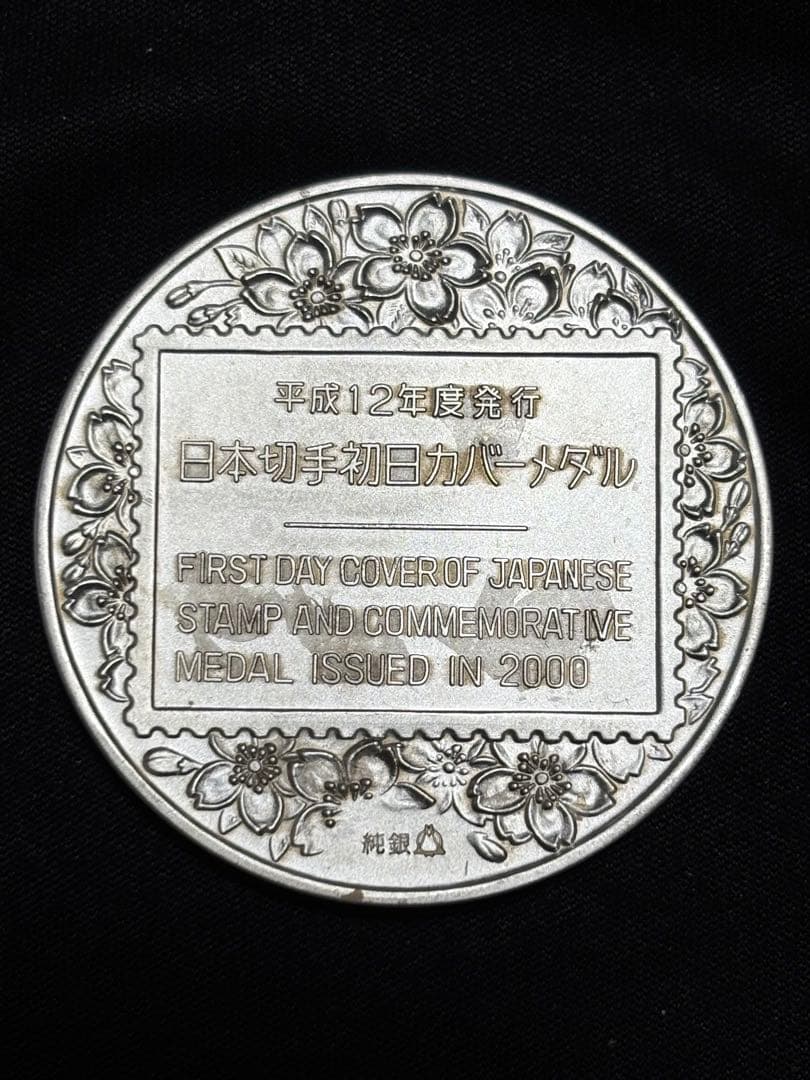 平成12年度発行
日本切手初日カバーメダル
FIRST DAY COVER OF JAPANESE
STAMP AND COMMEMORATIVE
MEDAL ISSUED IN 2000
純銀